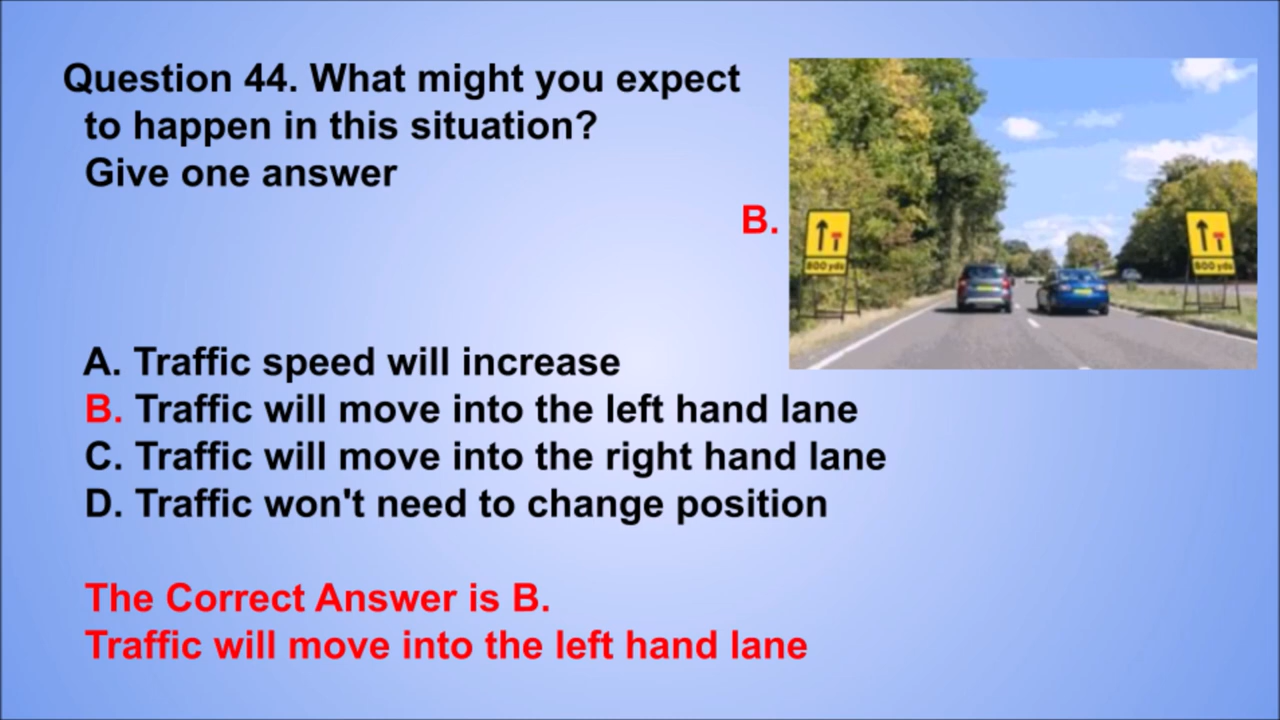 Question 44. What might you expect
to happen in this situation?
Give one answer
B.
800 yds
800 yds
A. Traffic speed will increase
B. Traffic will move into the left hand lane
C. Traffic will move into the right hand lane
D. Traffic won't need to change position
The Correct Answer is B.
Traffic will move into the left hand lane